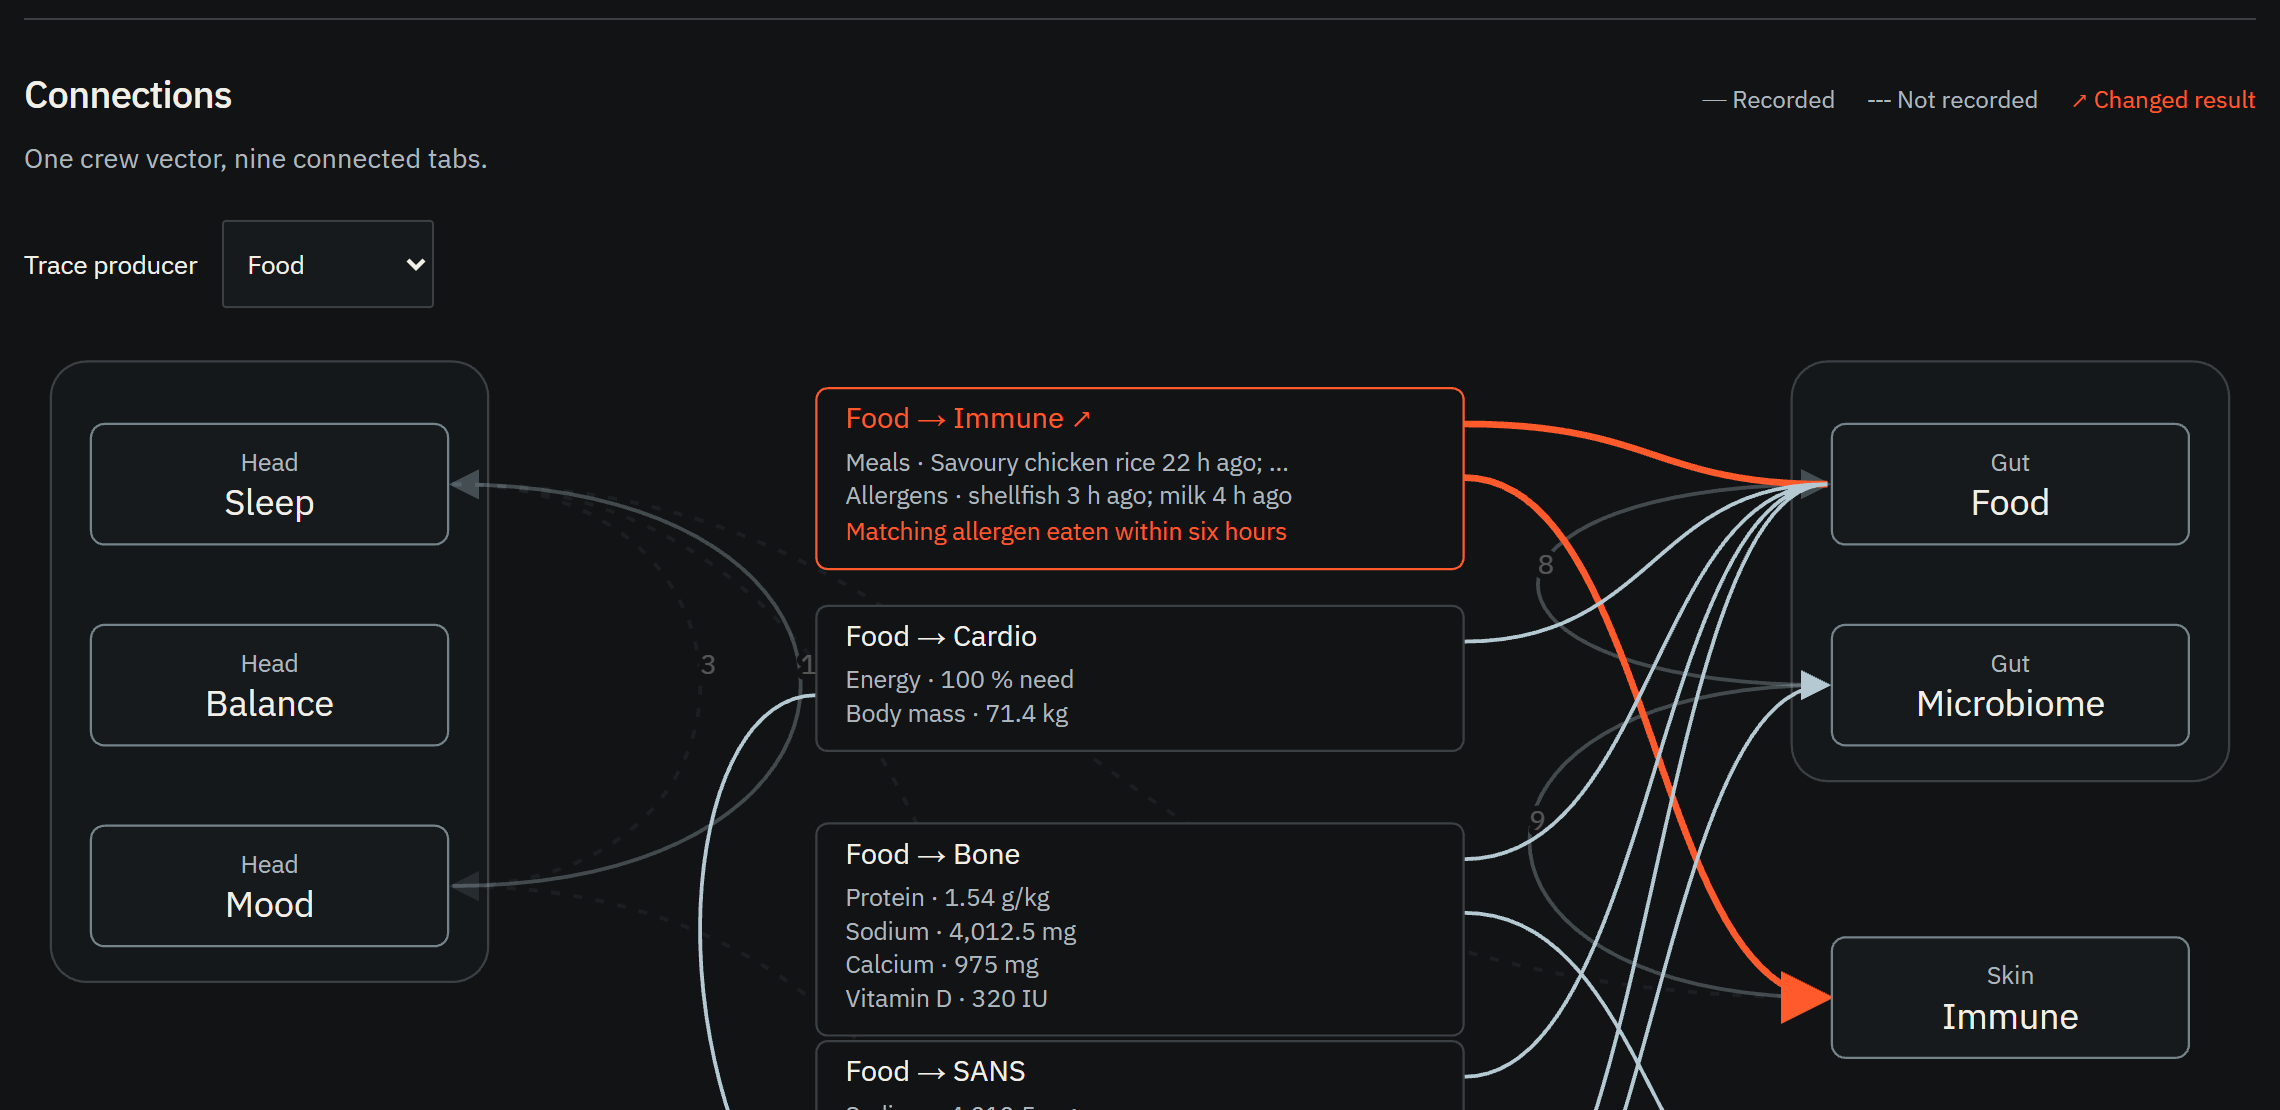 Connections
— Recorded --- Not recorded ↗ Changed result
One crew vector, nine connected tabs.
Trace producer Food
Head
Sleep
Head
Balance
Head
Mood
3
1
Food → Immune ↗
Meals · Savoury chicken rice 22 h ago; ...
Allergens · shellfish 3 h ago; milk 4 h ago
Matching allergen eaten within six hours
Food → Cardio
Energy · 100 % need
Body mass · 71.4 kg
Food → Bone
Protein · 1.54 g/kg
Sodium · 4,012.5 mg
Calcium · 975 mg
Vitamin D · 320 IU
Food → SANS
8
9
Gut
Food
Gut
Microbiome
Skin
Immune